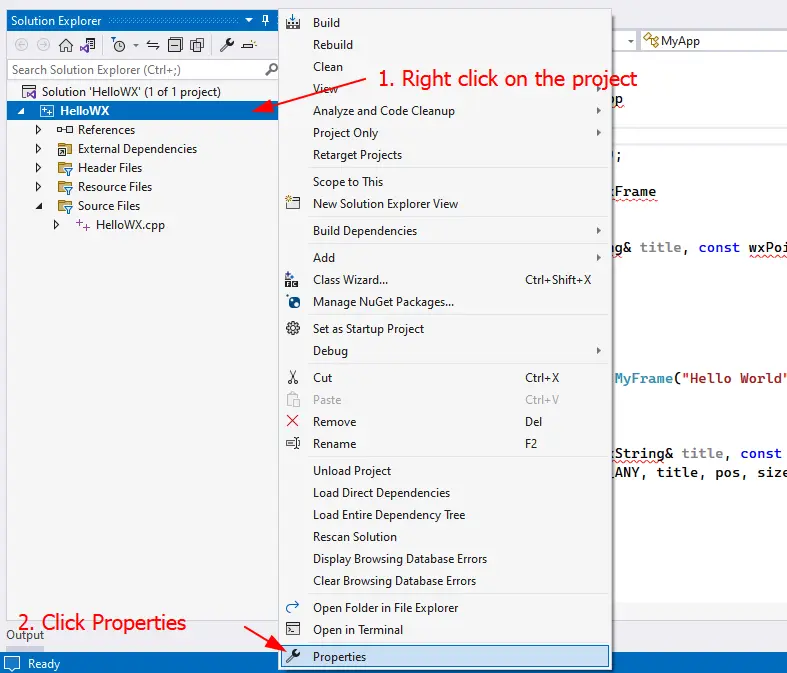 Solution Explorer
Search Solution Explorer (Ctrl+;)
Solution 'HelloWX' (1 of 1 project)
HelloWX
References
External Dependencies
Header Files
Resource Files
Source Files
HelloWX.cpp
1. Right click on the project
Build
Rebuild
Clean
View
Analyze and Code Cleanup
Project Only
Retarget Projects
Scope to This
New Solution Explorer View
Build Dependencies
Add
Class Wizard... Ctrl+Shift+X
Manage NuGet Packages...
Set as Startup Project
Debug
Cut Ctrl+X
Paste Ctrl+V
Remove Del
Rename F2
Unload Project
Load Direct Dependencies
Load Entire Dependency Tree
Rescan Solution
Display Browsing Database Errors
Clear Browsing Database Errors
Open Folder in File Explorer
Open in Terminal
Properties
2. Click Properties
Output
Ready
MyApp
p
;
Frame
g& title, const wxPoi
MyFrame("Hello World"
String& title, const
_ANY, title, pos, size